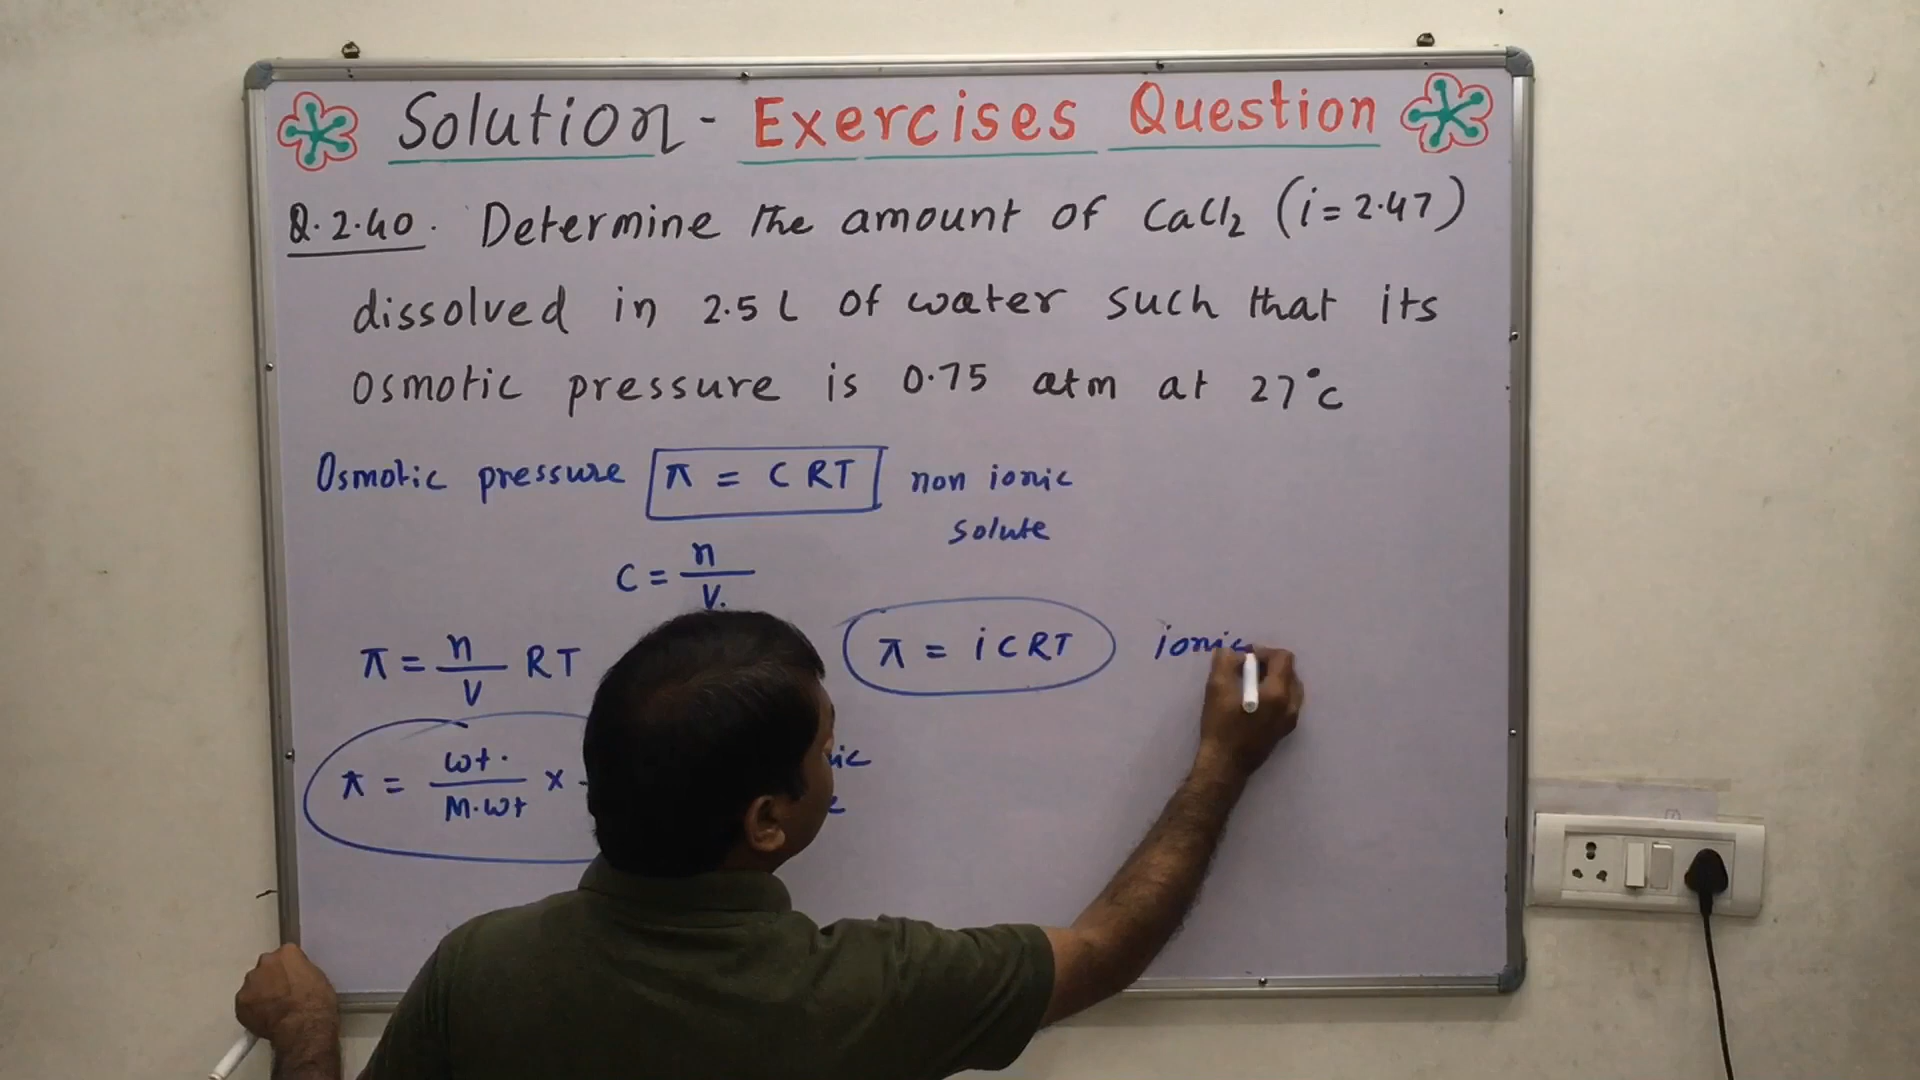 Solution - Exercises Question
Q.2.40. Determine the amount of CaCl₂ (i=2.47)
dissolved in 2.5 L of water such that its
osmotic pressure is 0.75 atm at 27°C
Osmotic pressure π = CRT non ionic
solute
C = n/V.
π = n/V RT
π = iCRT ionic
π = wt./M.wt ×